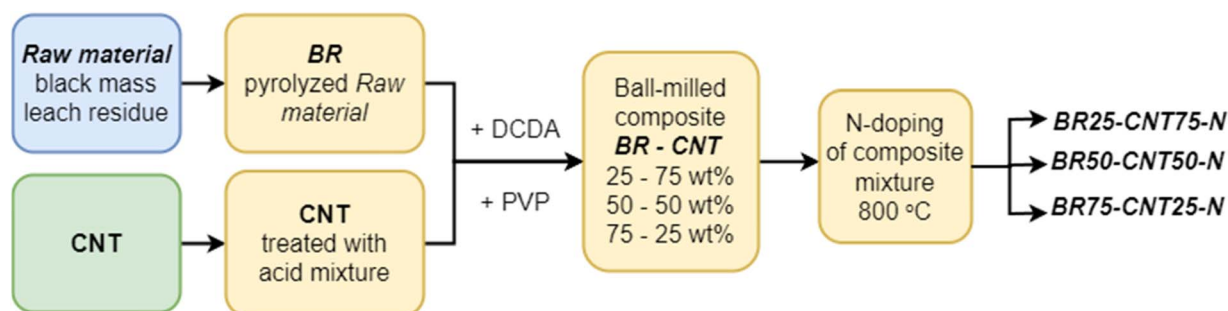 Raw material
black mass
leach residue
BR
pyrolyzed Raw
material
CNT
CNT
treated with
acid mixture
+ DCDA
+ PVP
Ball-milled
composite
BR - CNT
25 - 75 wt%
50 - 50 wt%
75 - 25 wt%
N-doping
of composite
mixture
800 ºC
BR25-CNT75-N
BR50-CNT50-N
BR75-CNT25-N